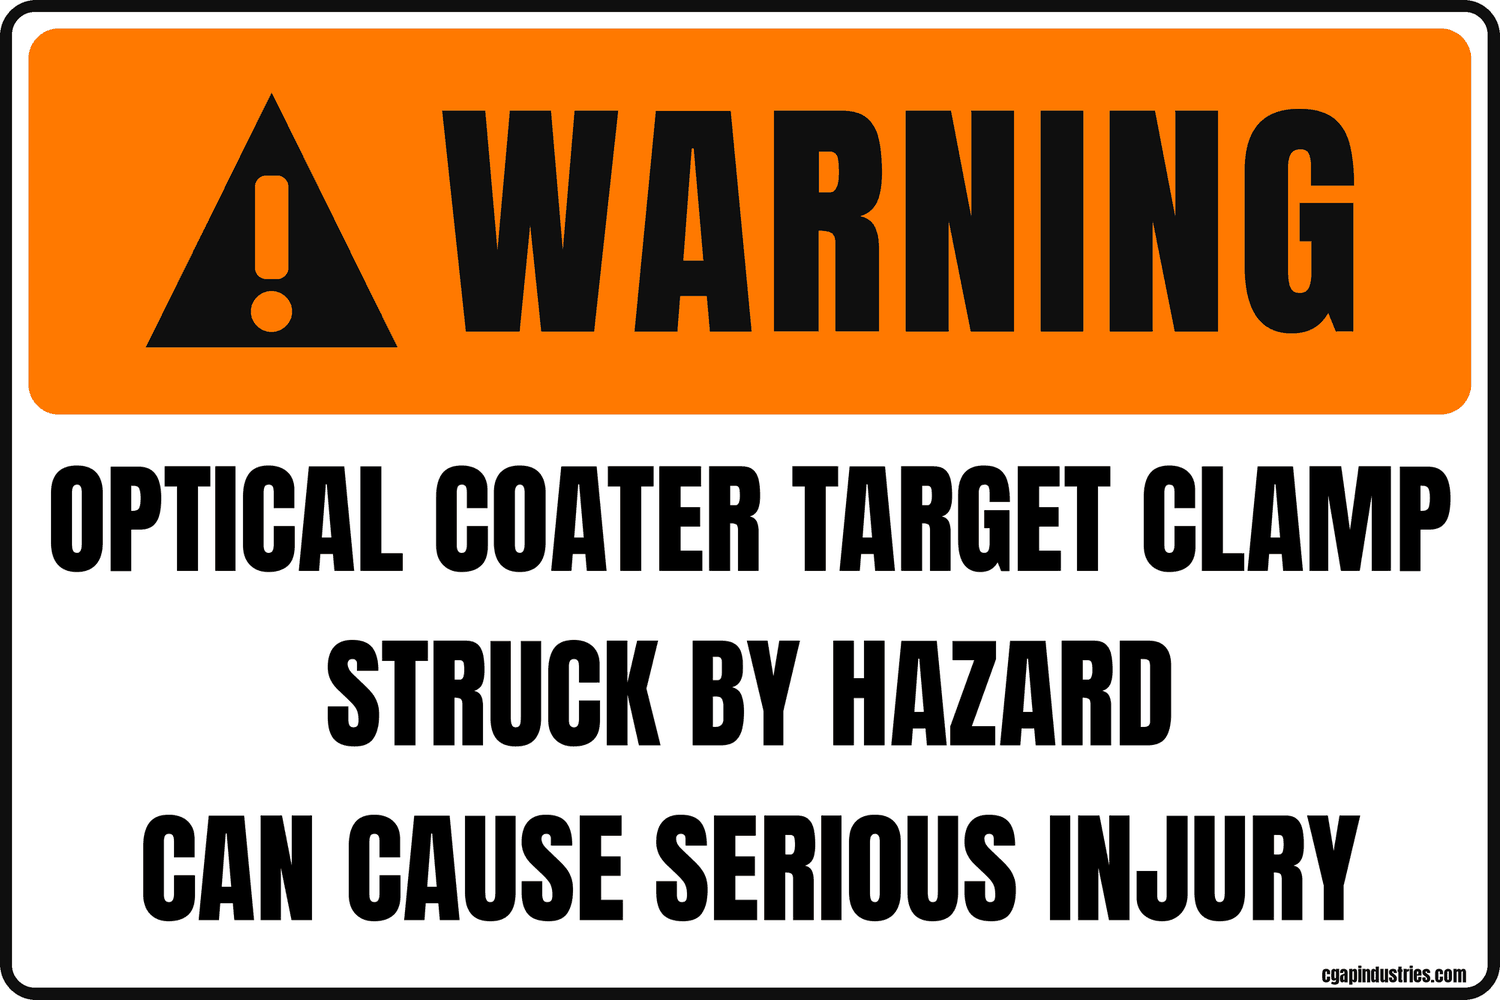 WARNING
OPTICAL COATER TARGET CLAMP
STRUCK BY HAZARD
CAN CAUSE SERIOUS INJURY
cgapindustries.com